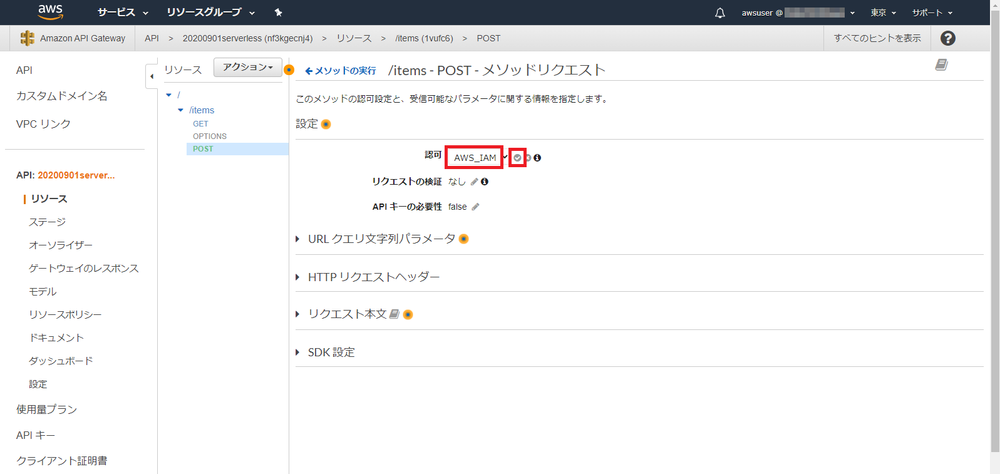 aws サービス リソースグループ awsuser @ 東京 サポート
Amazon API Gateway API > 20200901serverless (nf3kgecnj4) > リソース > /items (1vufc6) > POST すべてのヒントを表示 ?
API
カスタムドメイン名
VPC リンク
API: 20200901server...
リソース
ステージ
オーソライザー
ゲートウェイのレスポンス
モデル
リソースポリシー
ドキュメント
ダッシュボード
設定
使用量プラン
API キー
クライアント証明書
リソース アクション
/
/items
GET
OPTIONS
POST
メソッドの実行 /items - POST - メソッドリクエスト
このメソッドの認可設定と、受信可能なパラメータに関する情報を指定します。
設定
認可 AWS_IAM
リクエストの検証 なし
API キーの必要性 false
URL クエリ文字列パラメータ
HTTP リクエストヘッダー
リクエスト本文
SDK 設定